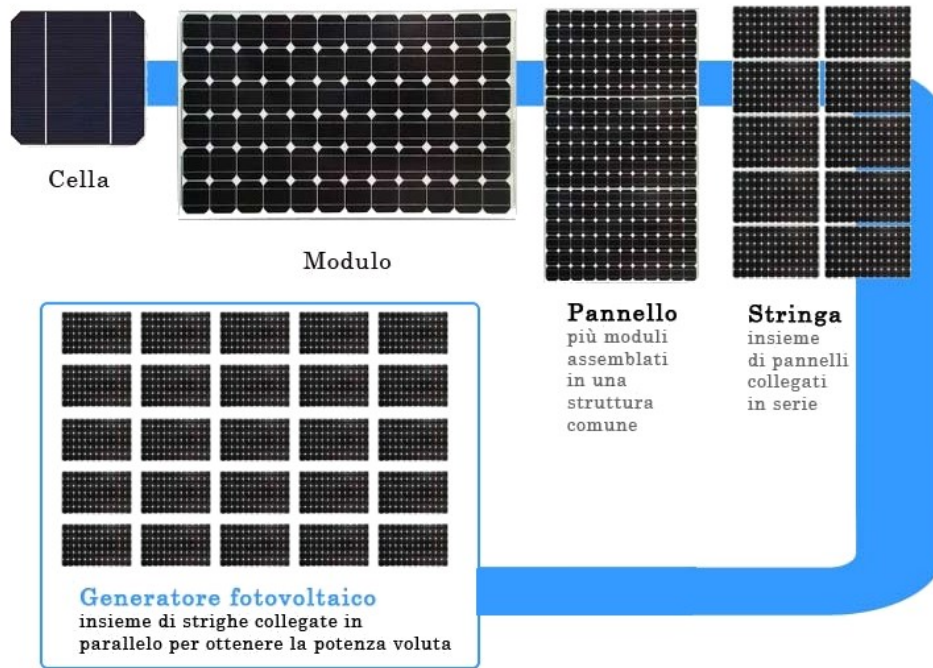 Cella
Modulo
Pannello
più moduli
assemblati
in una
struttura
comune
Stringa
insieme
di pannelli
collegati
in serie
Generatore fotovoltaico
insieme di strighe collegate in
parallelo per ottenere la potenza voluta